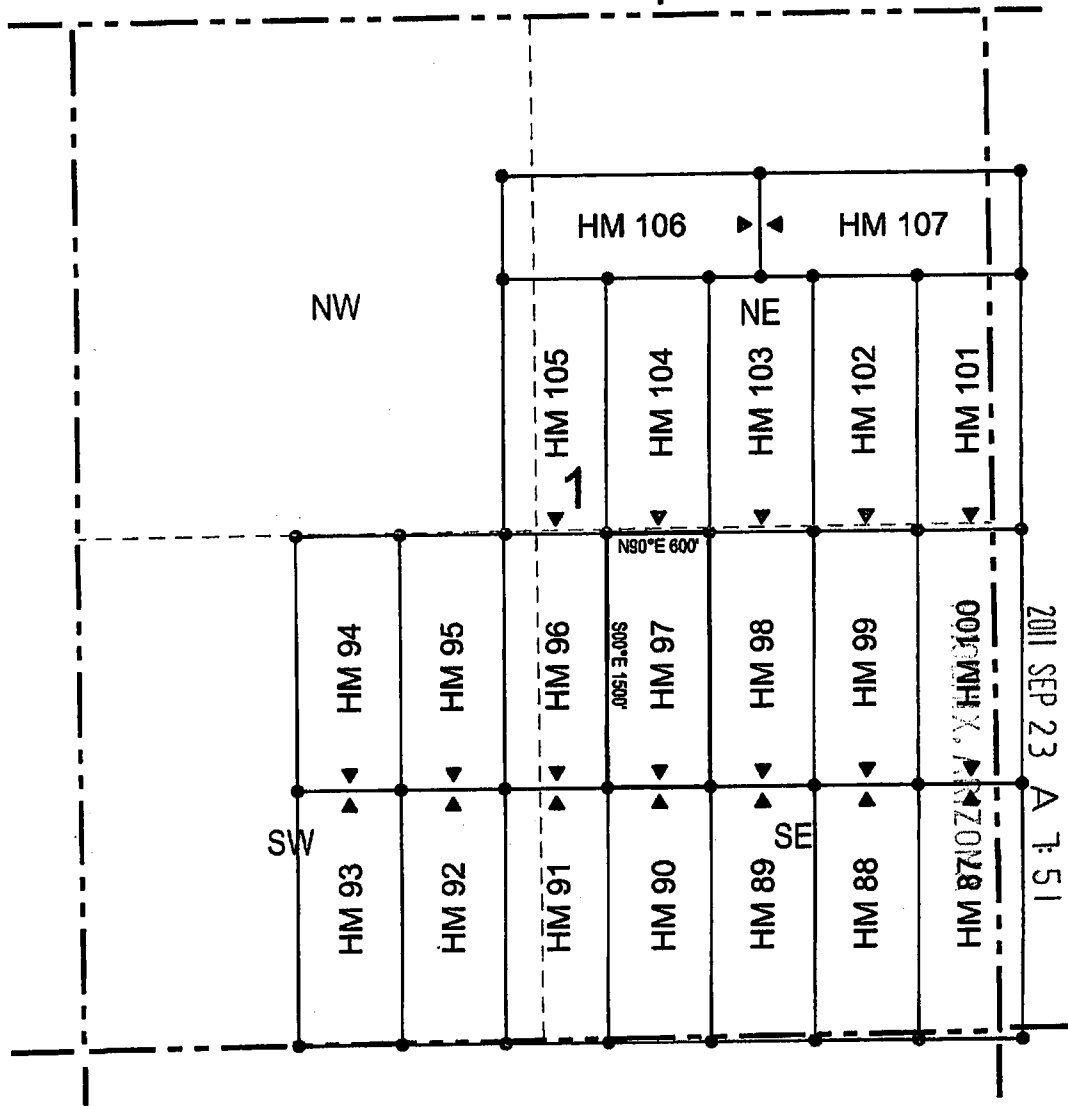 HM 106
HM 107
NW
NE
HM 105
HM 104
HM 103
HM 102
HM 101
1
N90°E 600'
S00°E 1500'
HM 94
HM 95
HM 96
HM 97
HM 98
HM 99
HM 100
2011 SEP 23 A 7:51
SW
SE
HM 93
HM 92
HM 91
HM 90
HM 89
HM 88
HM 87
ARIZONA